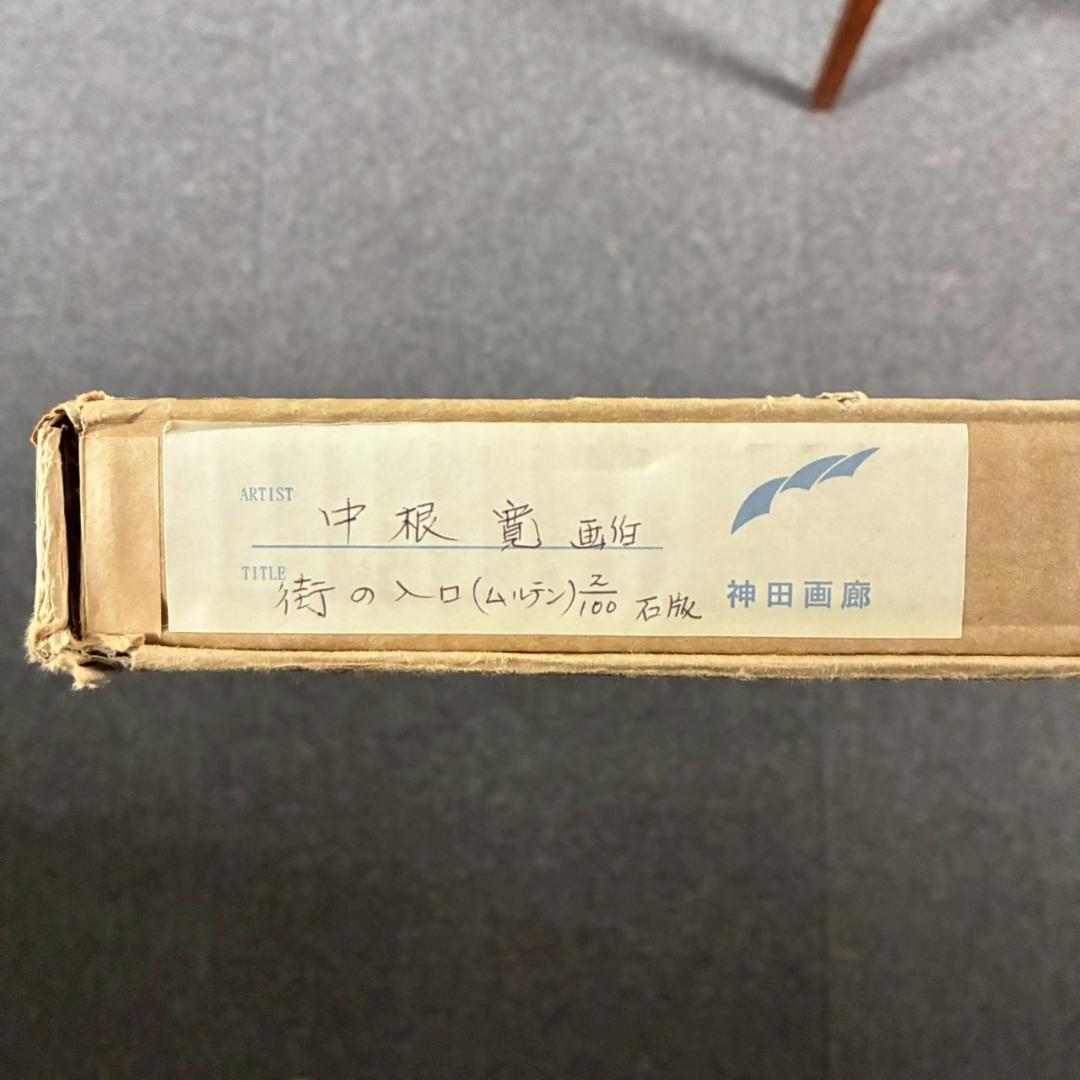 ARTIST
中根 寛 画伯
TITLE
街の入口(ムルテン)2/100 石版
神田画廊